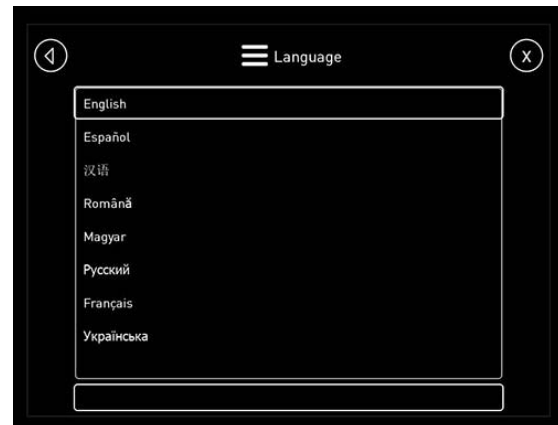 Language
X
English
Español
汉语
Română
Magyar
Русский
Français
Українська